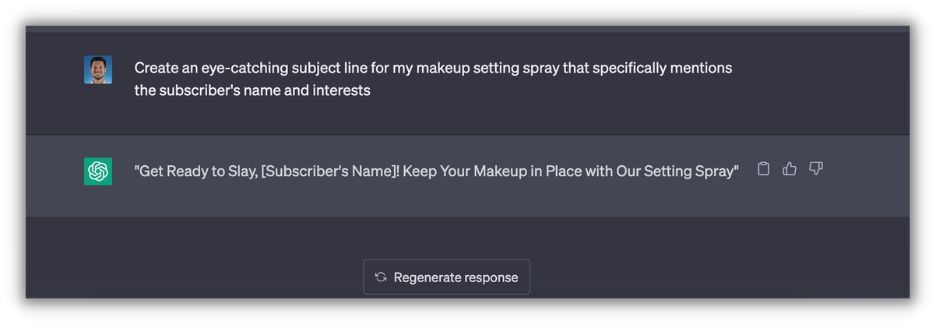 Create an eye-catching subject line for my makeup setting spray that specifically mentions
the subscriber's name and interests
"Get Ready to Slay, [Subscriber's Name]! Keep Your Makeup in Place with Our Setting Spray"
Regenerate response